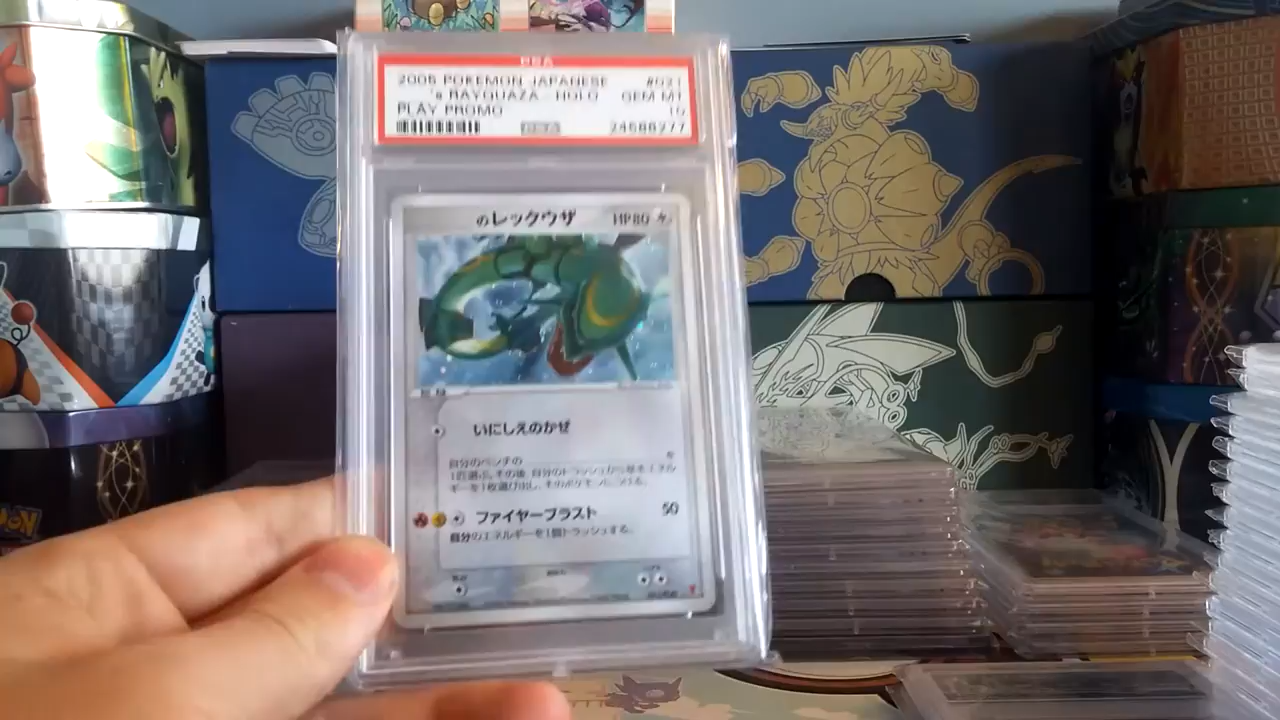 PSA
2005 POKEMON JAPANESE #031
's RAYQUAZA - HOLO GEM MT
PLAY PROMO 10
24686277
のレックウザ HP80
いにしえのかぜ
自分のベンチの を
1匹選ぶ。その後、自分のトラッシュから基本エネル
ギーを1枚選び出し、そのポケモンにつける。
ファイヤーブラスト 50
自分のエネルギーを1個トラッシュする。